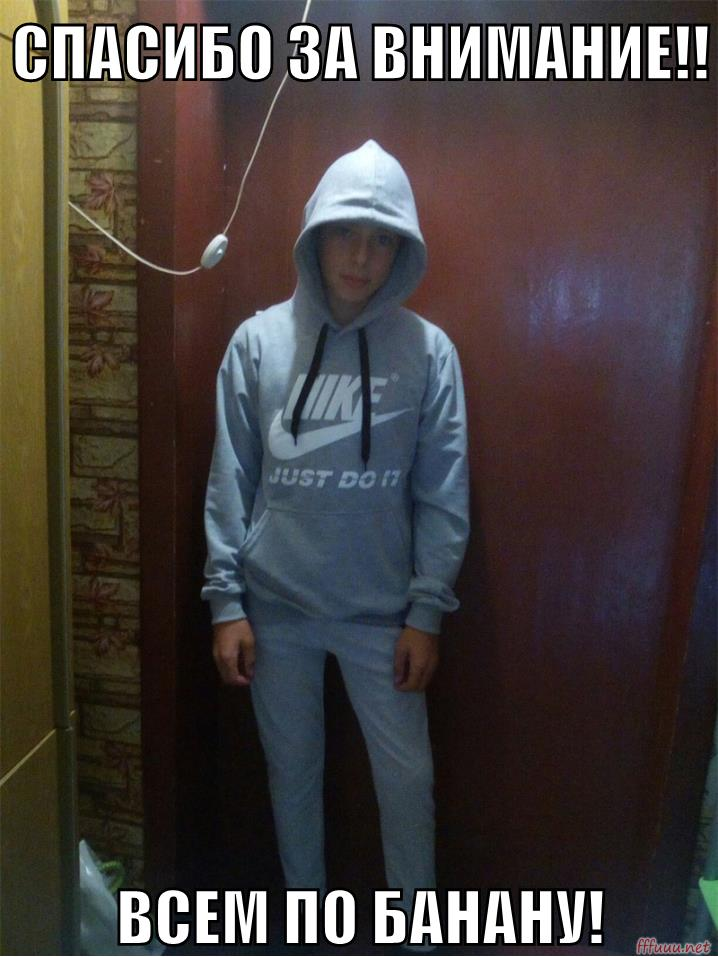 СПАСИБО ЗА ВНИМАНИЕ!!
NIKE®
JUST DO IT
ВСЕМ ПО БАНАНУ!
fffuuu.net